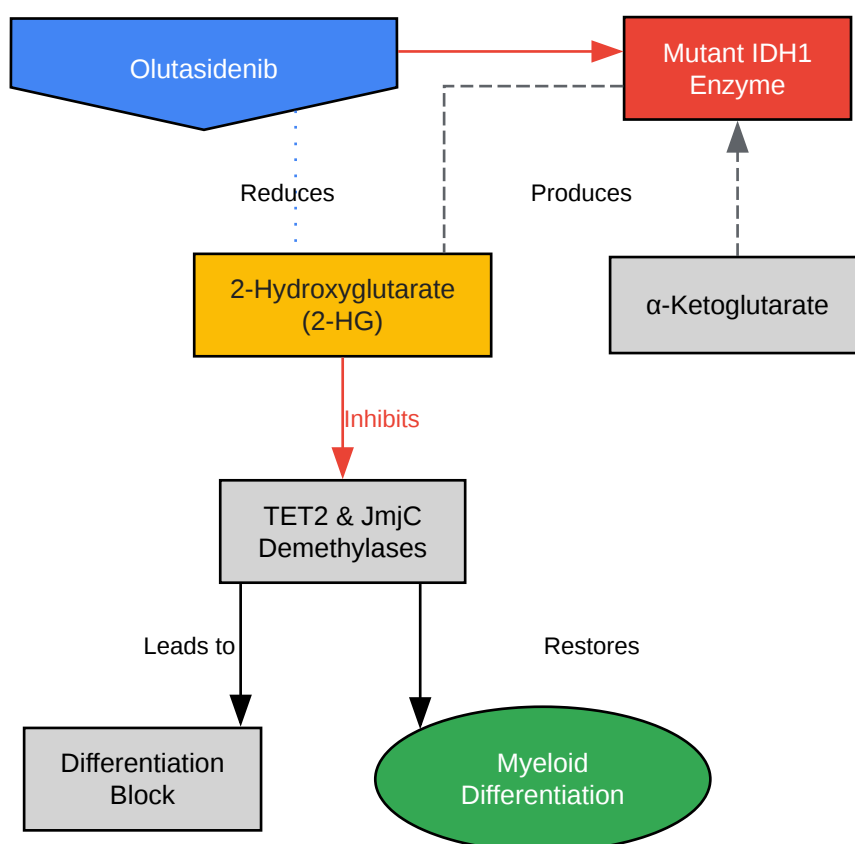 Olutasidenib
Mutant IDH1
Enzyme
Reduces
Produces
2-Hydroxyglutarate
(2-HG)
α-Ketoglutarate
Inhibits
TET2 & JmjC
Demethylases
Leads to
Restores
Differentiation
Block
Myeloid
Differentiation